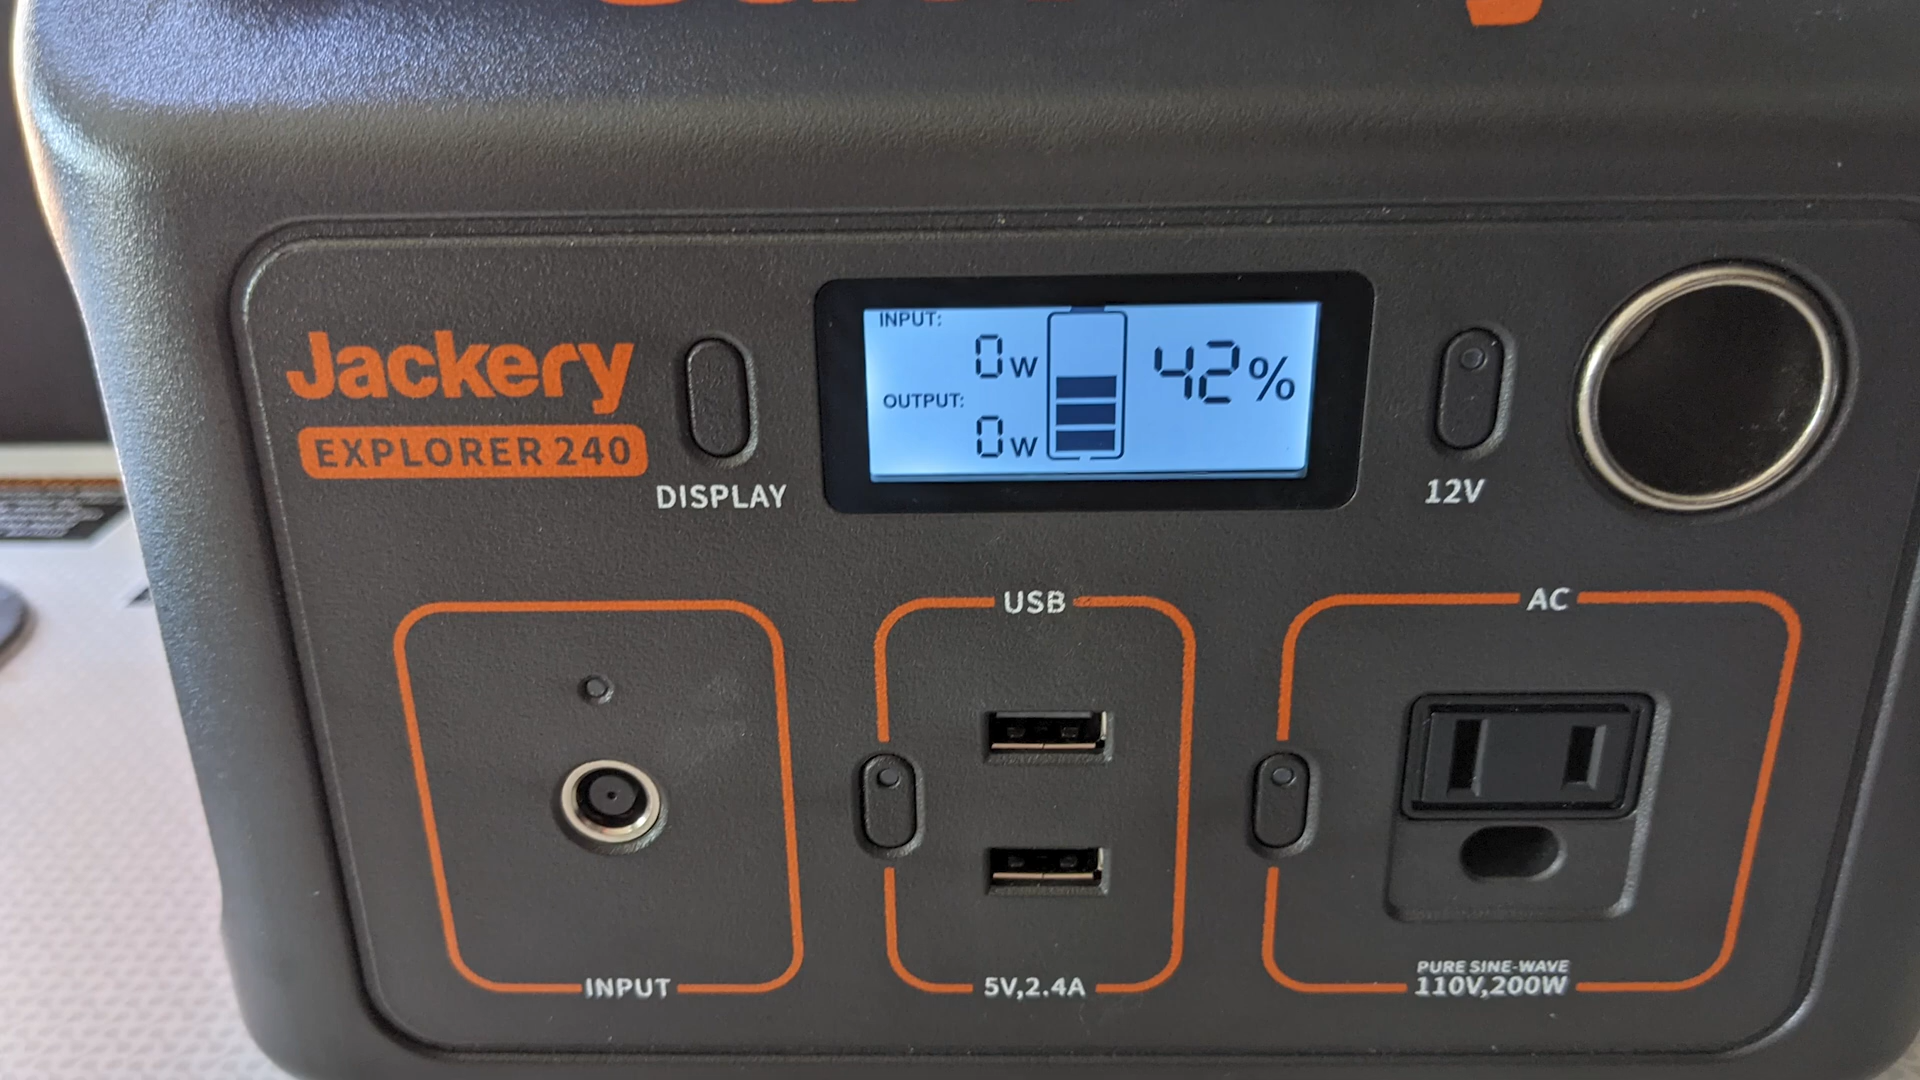 Jackery
EXPLORER 240
DISPLAY
INPUT:
0W
OUTPUT:
0W
42%
12V
INPUT
USB
5V,2.4A
AC
PURE SINE-WAVE
110V,200W